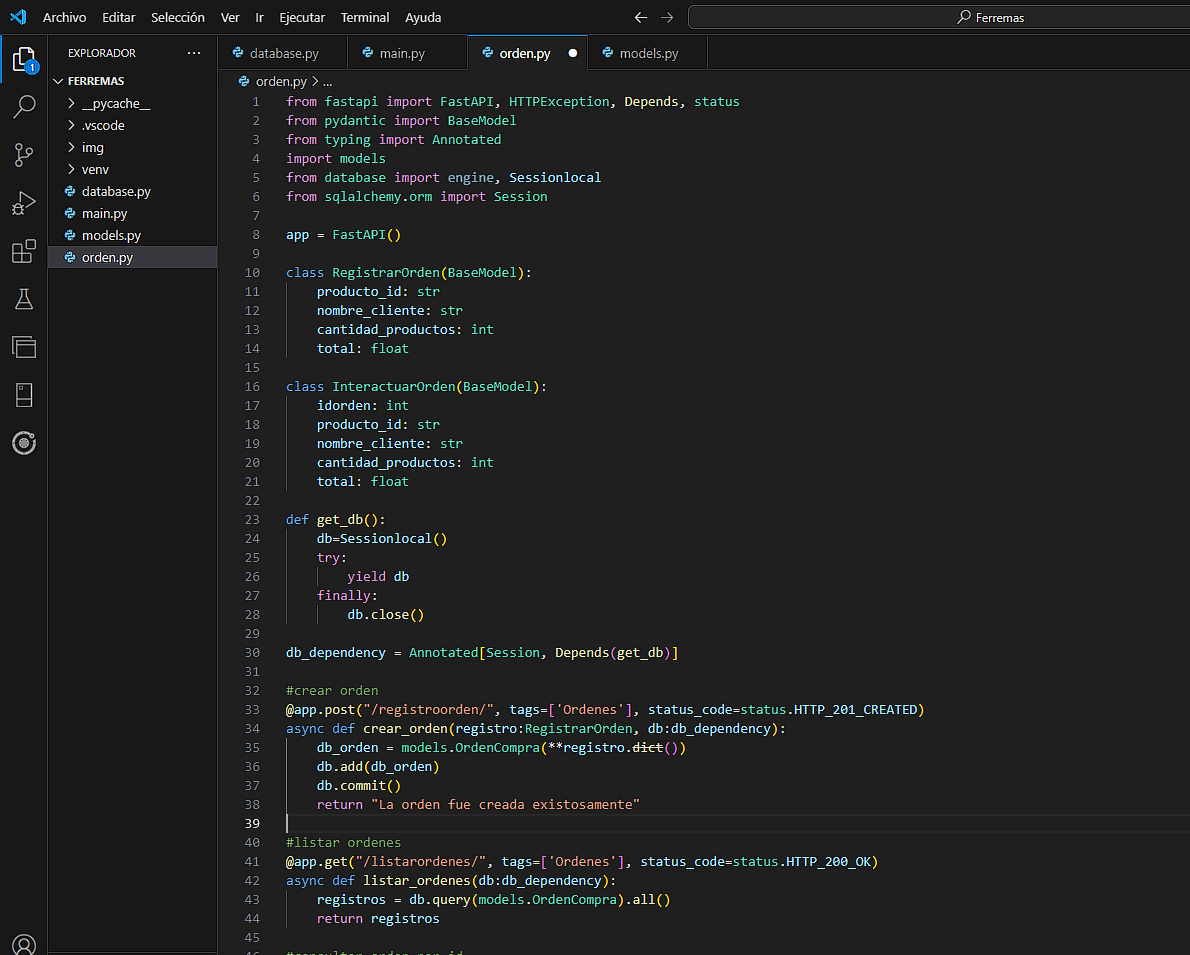 Archivo Editar Selección Ver Ir Ejecutar Terminal Ayuda
Ferremas
EXPLORADOR
FERREMAS
__pycache__
.vscode
img
venv
database.py
main.py
models.py
orden.py
1
database.py main.py orden.py models.py
orden.py > ...
1 from fastapi import FastAPI, HTTPException, Depends, status
2 from pydantic import BaseModel
3 from typing import Annotated
4 import models
5 from database import engine, Sessionlocal
6 from sqlalchemy.orm import Session
7
8 app = FastAPI()
9
10 class RegistrarOrden(BaseModel):
11     producto_id: str
12     nombre_cliente: str
13     cantidad_productos: int
14     total: float
15
16 class InteractuarOrden(BaseModel):
17     idorden: int
18     producto_id: str
19     nombre_cliente: str
20     cantidad_productos: int
21     total: float
22
23 def get_db():
24     db=Sessionlocal()
25     try:
26         yield db
27     finally:
28         db.close()
29
30 db_dependency = Annotated[Session, Depends(get_db)]
31
32 #crear orden
33 @app.post("/registroorden/", tags=['Ordenes'], status_code=status.HTTP_201_CREATED)
34 async def crear_orden(registro:RegistrarOrden, db:db_dependency):
35     db_orden = models.OrdenCompra(**registro.dict())
36     db.add(db_orden)
37     db.commit()
38     return "La orden fue creada existosamente"
39
40 #listar ordenes
41 @app.get("/listarordenes/", tags=['Ordenes'], status_code=status.HTTP_200_OK)
42 async def listar_ordenes(db:db_dependency):
43     registros = db.query(models.OrdenCompra).all()
44     return registros
45